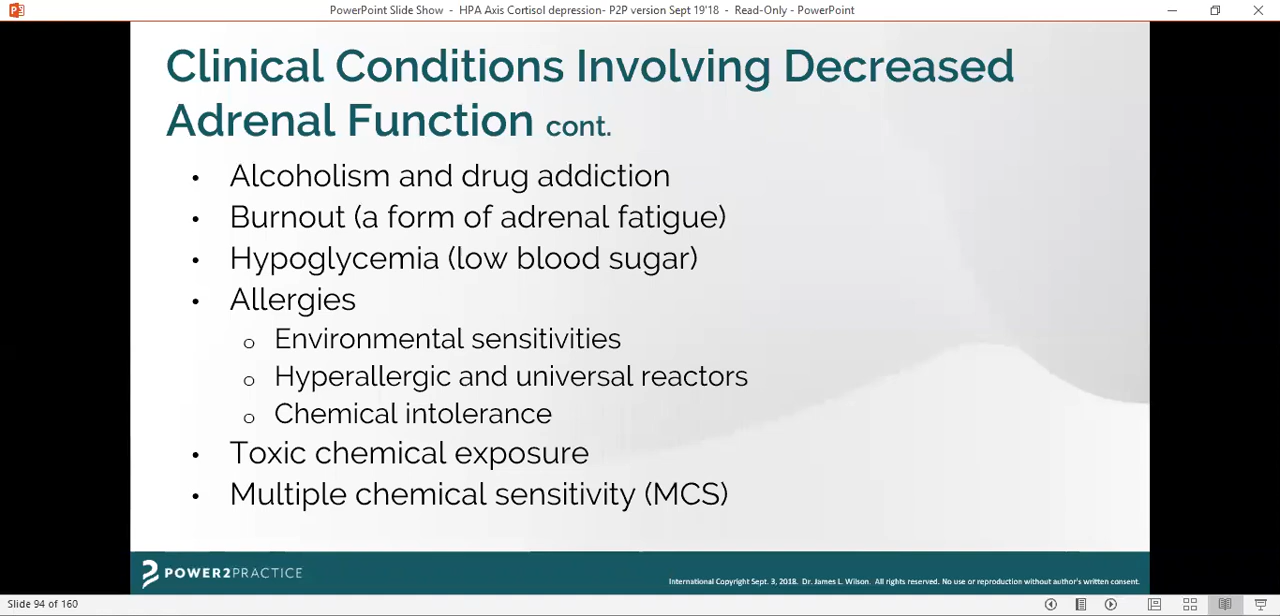 PowerPoint Slide Show - HPA Axis Cortisol depression- P2P version Sept 19'18 - Read-Only - PowerPoint
Clinical Conditions Involving Decreased
Adrenal Function cont.
• Alcoholism and drug addiction
• Burnout (a form of adrenal fatigue)
• Hypoglycemia (low blood sugar)
• Allergies
o Environmental sensitivities
o Hyperallergic and universal reactors
o Chemical intolerance
• Toxic chemical exposure
• Multiple chemical sensitivity (MCS)
POWER2PRACTICE
International Copyright Sept. 3, 2018. Dr. James L. Wilson. All rights reserved. No use or reproduction without author's written consent.
Slide 94 of 160